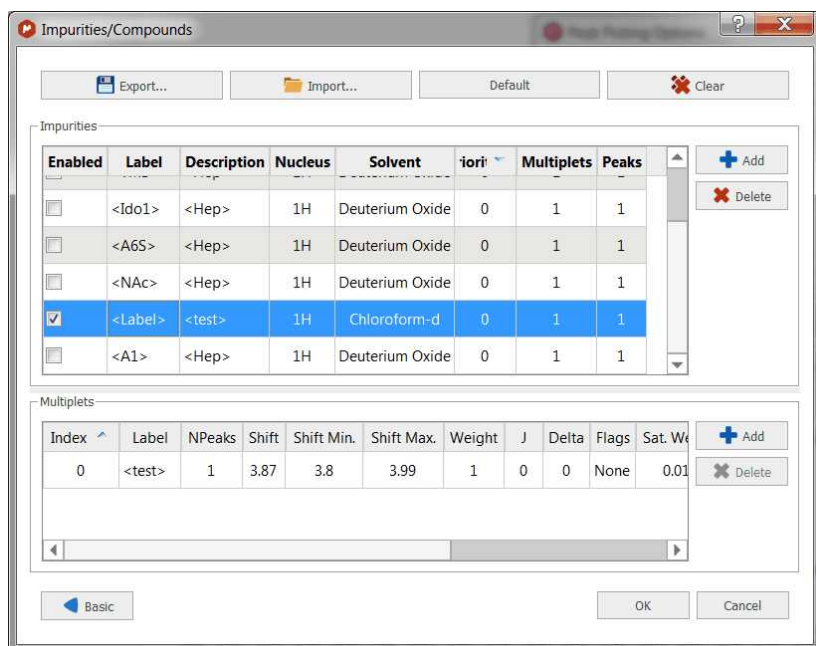 Impurities/Compounds
Export... Import... Default Clear
Impurities
Enabled Label Description Nucleus Solvent Multiplets Peaks Add
Delete
<Ido1> <Hep> 1H Deuterium Oxide 0 1 1
<A6S> <Hep> 1H Deuterium Oxide 0 1 1
<NAc> <Hep> 1H Deuterium Oxide 0 1 1
<Label> <test> 1H Chloroform-d 0 1 1
<A1> <Hep> 1H Deuterium Oxide 0 1 1
Multiplets
Index Label NPeaks Shift Shift Min. Shift Max. Weight J Delta Flags Sat. We Add
0 <test> 1 3.87 3.8 3.99 1 0 0 None 0.01 Delete
Basic OK Cancel